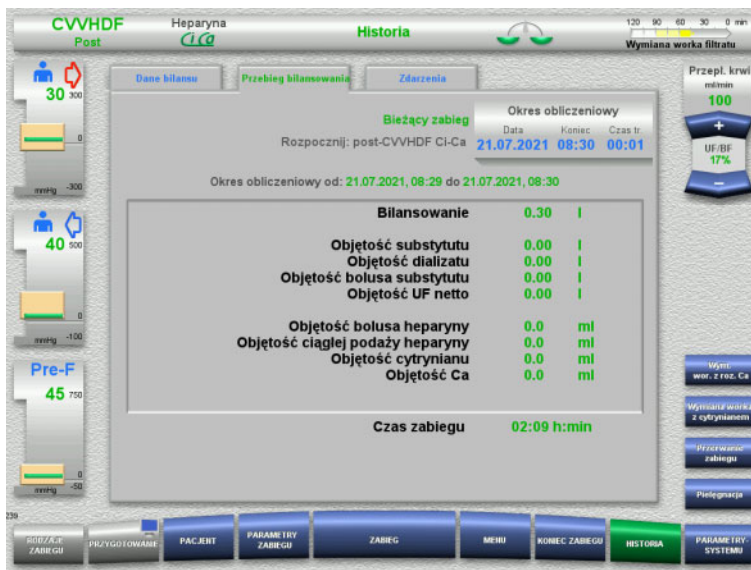 CVVHDF
Post
Heparyna
Ci Ca
Historia
120 90 60 30 0 min
Wymiana worka filtratu
30
300
0
mmHg -300
40
500
0
mmHg -100
Pre-F
45
750
0
mmHg -50
Dane bilansu
Przebieg bilansowania
Zdarzenia
Bieżący zabieg
Rozpocznij: post-CVVHDF Ci-Ca
Okres obliczeniowy
Data Koniec Czas tr.
21.07.2021 08:30 00:01
Okres obliczeniowy od: 21.07.2021, 08:29 do 21.07.2021, 08:30
Bilansowanie 0.30 l
Objętość substytutu 0.00 l
Objętość dializatu 0.00 l
Objętość bolusa substytutu 0.00 l
Objętość UF netto 0.00 l
Objętość bolusa heparyny 0.0 ml
Objętość ciągłej podaży heparyny 0.0 ml
Objętość cytrynianu 0.0 ml
Objętość Ca 0.0 ml
Czas zabiegu 02:09 h:min
Przepl. krwi
ml/min
100
+
UF/BF
17%
−
Wymi.
wor. z roz. Ca
Wymiana worka
z cytrynianem
Przerwanie
zabiegu
Pielęgnacja
239
RODZAJE
ZABIEGU
PRZYGOTOWANIE
PACJENT
PARAMETRY
ZABIEGU
ZABIEG
MENU
KONIEC ZABIEGU
HISTORIA
PARAMETRY-
SYSTEMU